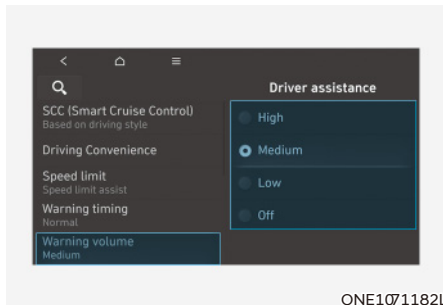 Driver assistance
SCC (Smart Cruise Control)
Based on driving style
Driving Convenience
Speed limit
Speed limit assist
Warning timing
Normal
Warning volume
Medium
High
Medium
Low
Off
ONE1071182L